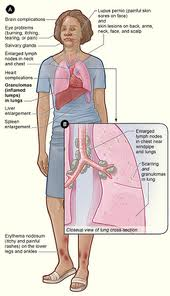 A
Brain complications
Eye problems
(burning, itching,
tearing, or pain)
Salivary glands
Enlarged lymph
nodes in neck
and chest
Heart
complications
Granulomas
(inflamed
lumps) in lungs
Liver
enlargement
Spleen
enlargement
Erythema nodosum
(itchy and painful
rashes) on the lower
legs and ankles
Lupus pernio (painful skin
sores on face)
and skin lesions on back, arms,
neck, face, and scalp
B
Enlarged lymph
nodes in chest near
windpipe
and lungs
Scarring
and
granulomas
in lung
Closeup view of lung cross-section